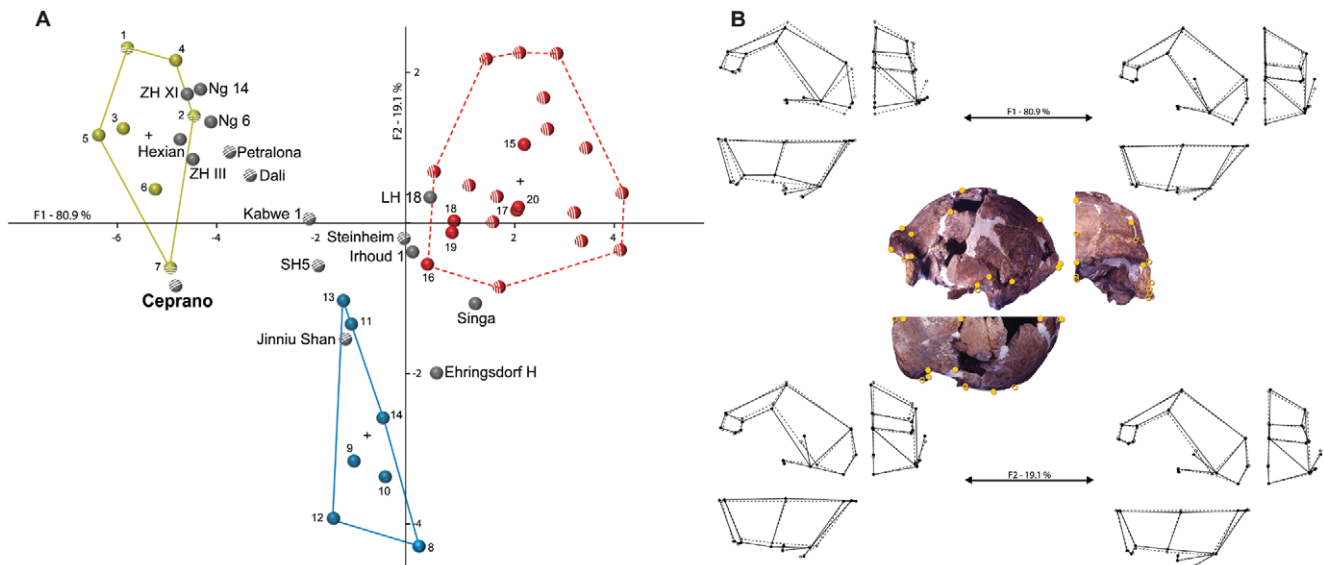 A
B
1
4
ZH XI
Ng 14
2
Ng 6
3
5
Hexian
Petralona
ZH III
Dali
6
F1 - 80.9 %
F2 - 19.1 %
2
15
LH 18
20
17
18
19
Kabwe 1
-6
-4
-2
2
4
Steinheim
Irhoud 1
16
SH5
7
Ceprano
Singa
13
11
Jinniu Shan
-2
Ehringsdorf H
14
9
10
12
-4
8
F1 - 80.9 %
F2 - 19.1 %